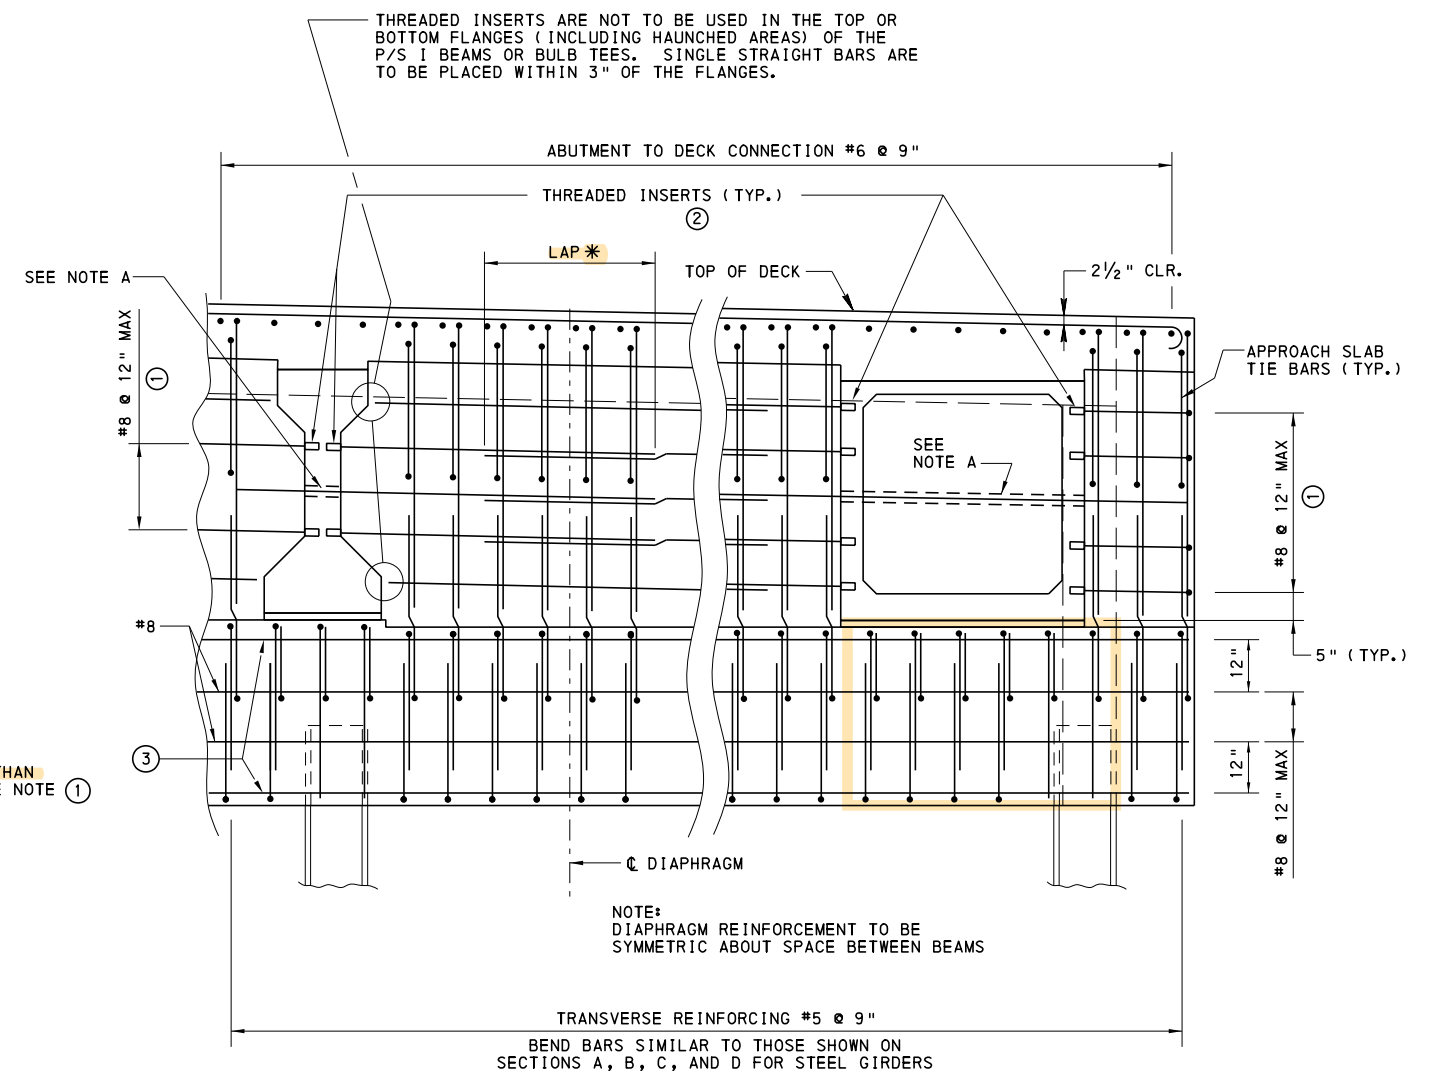 THREADED INSERTS ARE NOT TO BE USED IN THE TOP OR
BOTTOM FLANGES (INCLUDING HAUNCHED AREAS) OF THE
P/S I BEAMS OR BULB TEES. SINGLE STRAIGHT BARS ARE
TO BE PLACED WITHIN 3" OF THE FLANGES.
ABUTMENT TO DECK CONNECTION #6 @ 9"
THREADED INSERTS (TYP.)
2
LAP *
SEE NOTE A
TOP OF DECK
2½" CLR.
#8 @ 12" MAX
1
APPROACH SLAB
TIE BARS (TYP.)
SEE
NOTE A
#8 @ 12" MAX
1
#8
5" (TYP.)
12"
3
THAN
NOTE 1
12"
#8 @ 12" MAX
℄ DIAPHRAGM
NOTE:
DIAPHRAGM REINFORCEMENT TO BE
SYMMETRIC ABOUT SPACE BETWEEN BEAMS
TRANSVERSE REINFORCING #5 @ 9"
BEND BARS SIMILAR TO THOSE SHOWN ON
SECTIONS A, B, C, AND D FOR STEEL GIRDERS